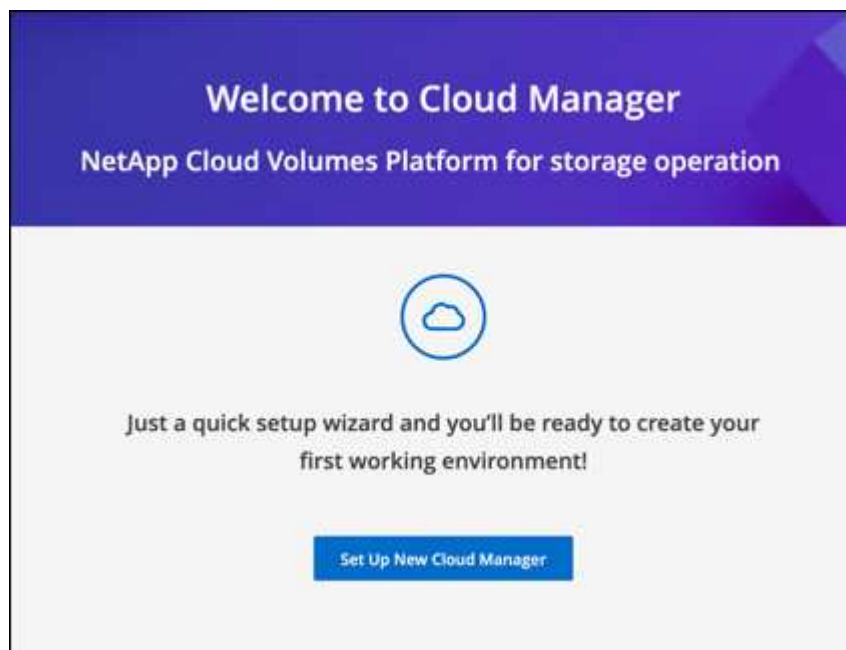 Welcome to Cloud Manager
NetApp Cloud Volumes Platform for storage operation
Just a quick setup wizard and you'll be ready to create your
first working environment!
Set Up New Cloud Manager